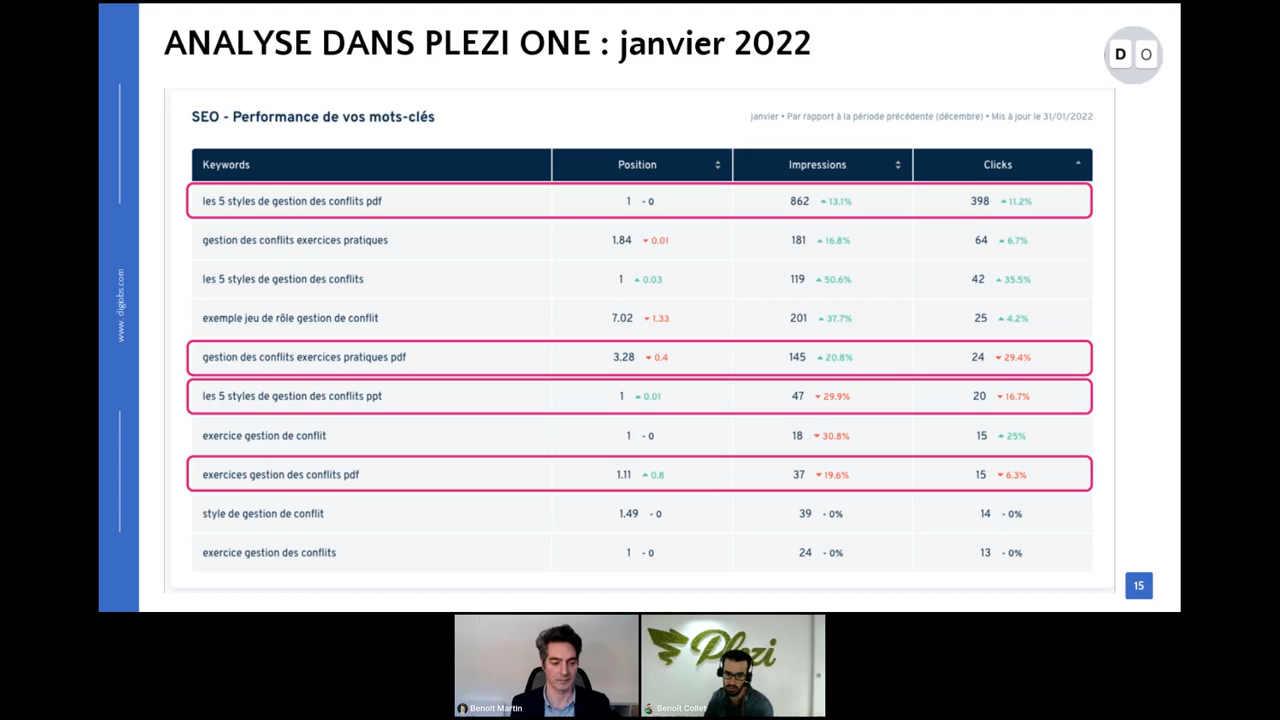 ANALYSE DANS PLEZI ONE : janvier 2022
D O
www. digiobs.com
SEO - Performance de vos mots-clés
janvier • Par rapport à la période précédente (décembre) • Mis à jour le 31/01/2022
Keywords Position Impressions Clicks
les 5 styles de gestion des conflits pdf 1 - 0 862 13.1% 398 11.2%
gestion des conflits exercices pratiques 1.84 0.01 181 16.8% 64 6.7%
les 5 styles de gestion des conflits 1 0.03 119 50.6% 42 35.5%
exemple jeu de rôle gestion de conflit 7.02 1.33 201 37.7% 25 4.2%
gestion des conflits exercices pratiques pdf 3.28 0.4 145 20.8% 24 29.4%
les 5 styles de gestion des conflits ppt 1 0.01 47 29.9% 20 16.7%
exercice gestion de conflit 1 - 0 18 30.8% 15 25%
exercices gestion des conflits pdf 1.11 0.8 37 19.6% 15 6.3%
style de gestion de conflit 1.49 - 0 39 - 0% 14 - 0%
exercice gestion des conflits 1 - 0 24 - 0% 13 - 0%
15
Plezi
Benoit Martin
Benoît Collet